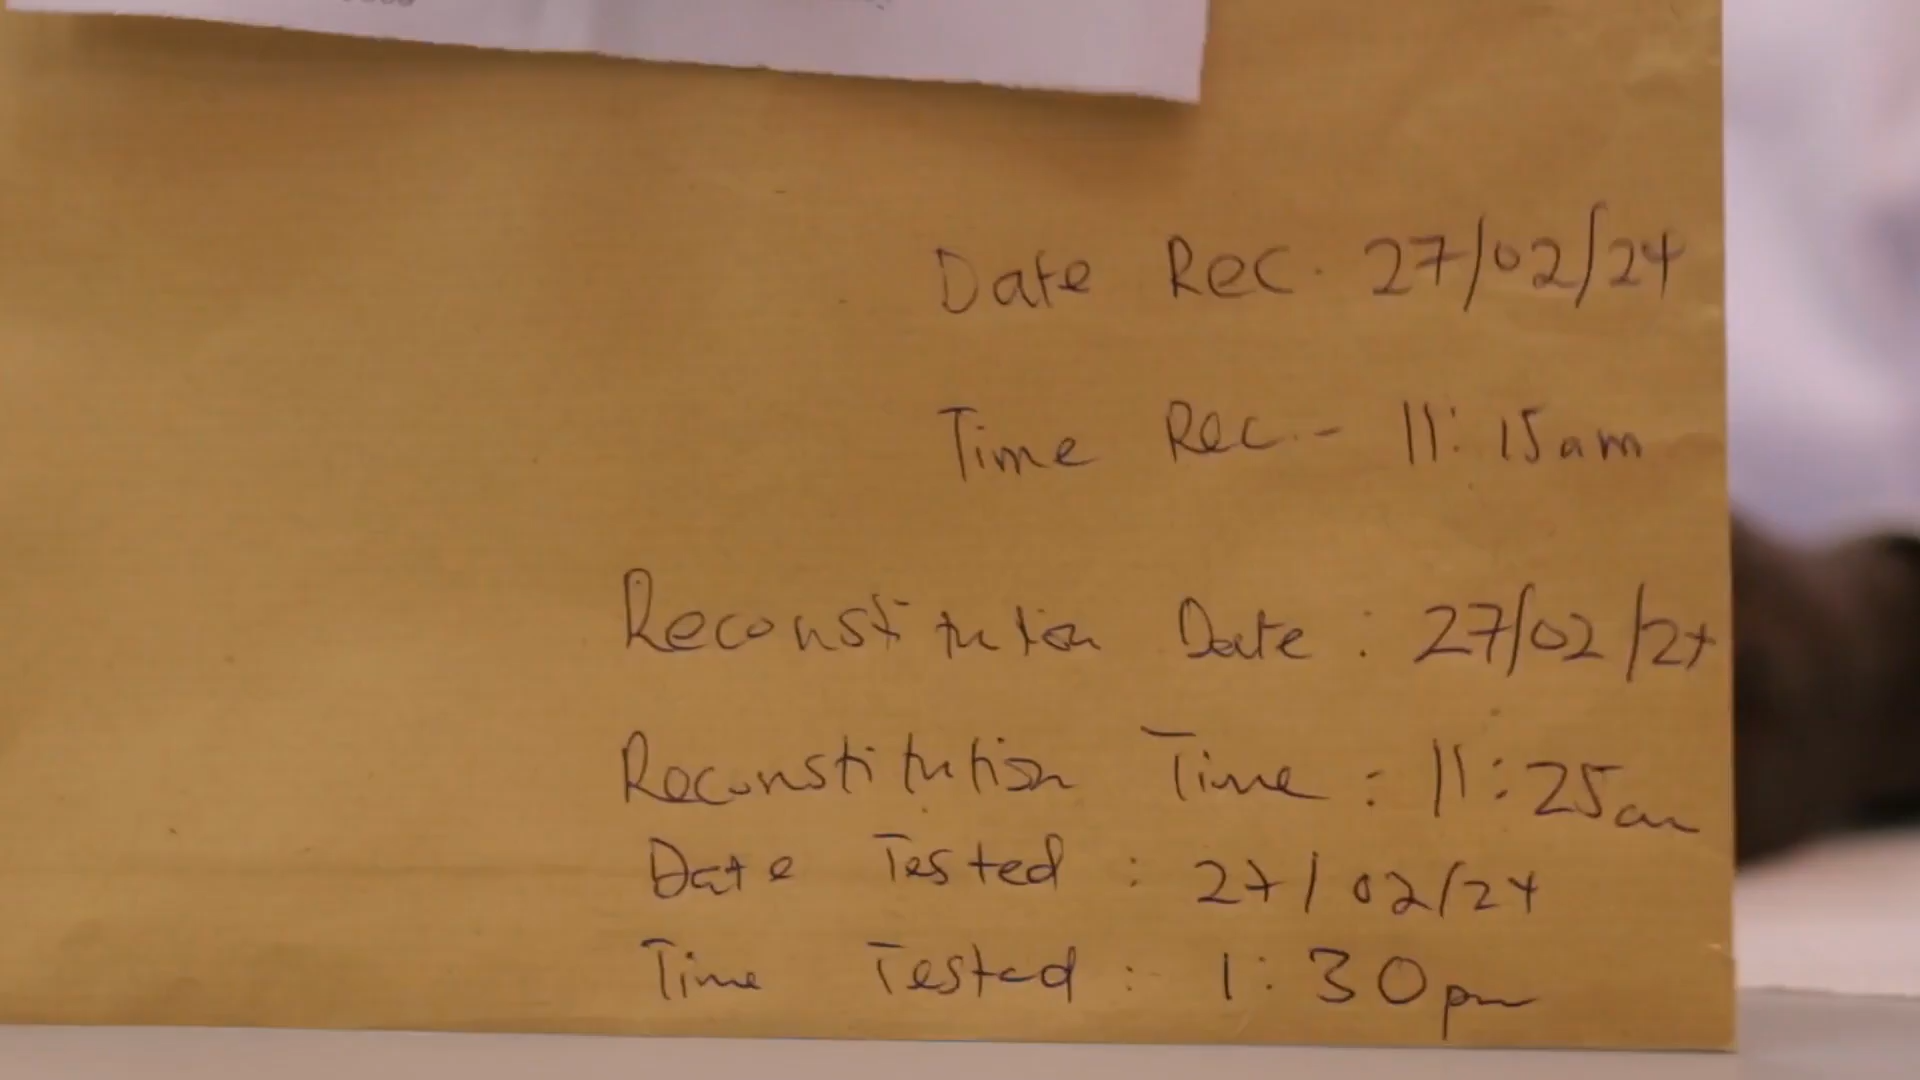 Date Rec. 27/02/24
Time Rec. - 11:15am
Reconstitution Date : 27/02/24
Reconstitution Time : 11:25am
Date Tested : 27/02/24
Time Tested : 1:30pm